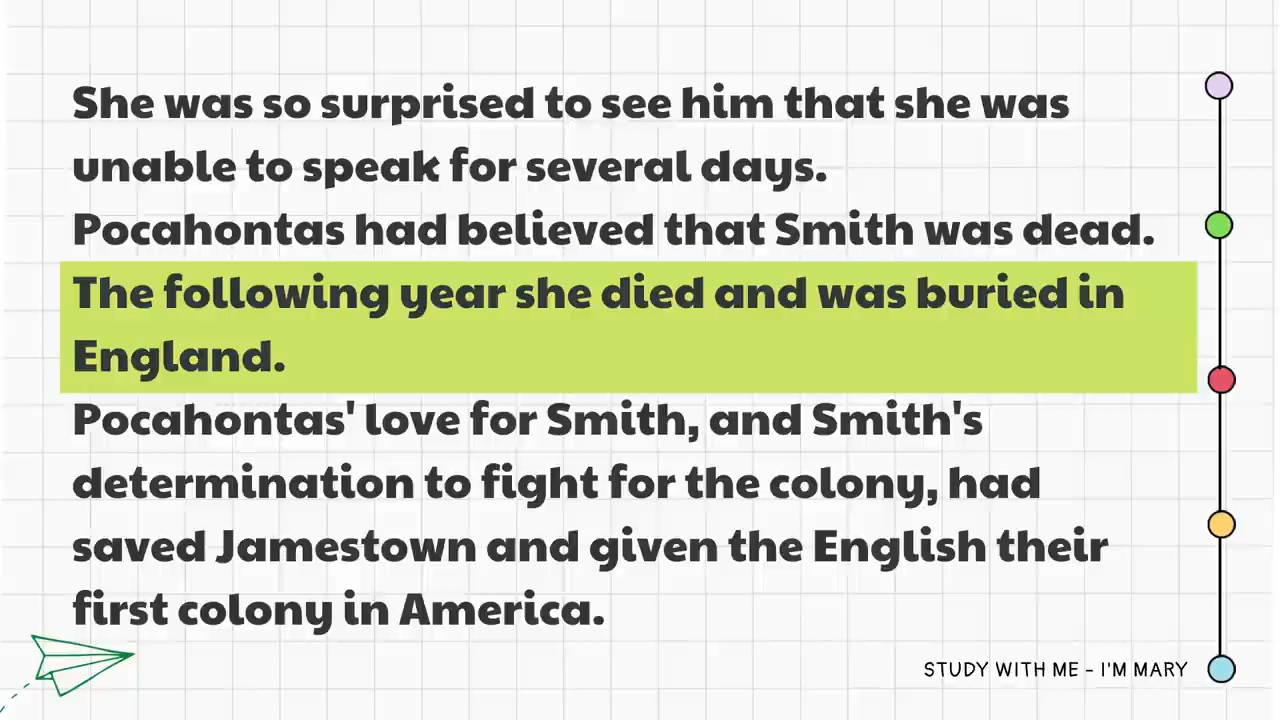 She was so surprised to see him that she was
unable to speak for several days.
Pocahontas had believed that Smith was dead.
The following year she died and was buried in
England.
Pocahontas' love for Smith, and Smith's
determination to fight for the colony, had
saved Jamestown and given the English their
first colony in America.
STUDY WITH ME - I'M MARY